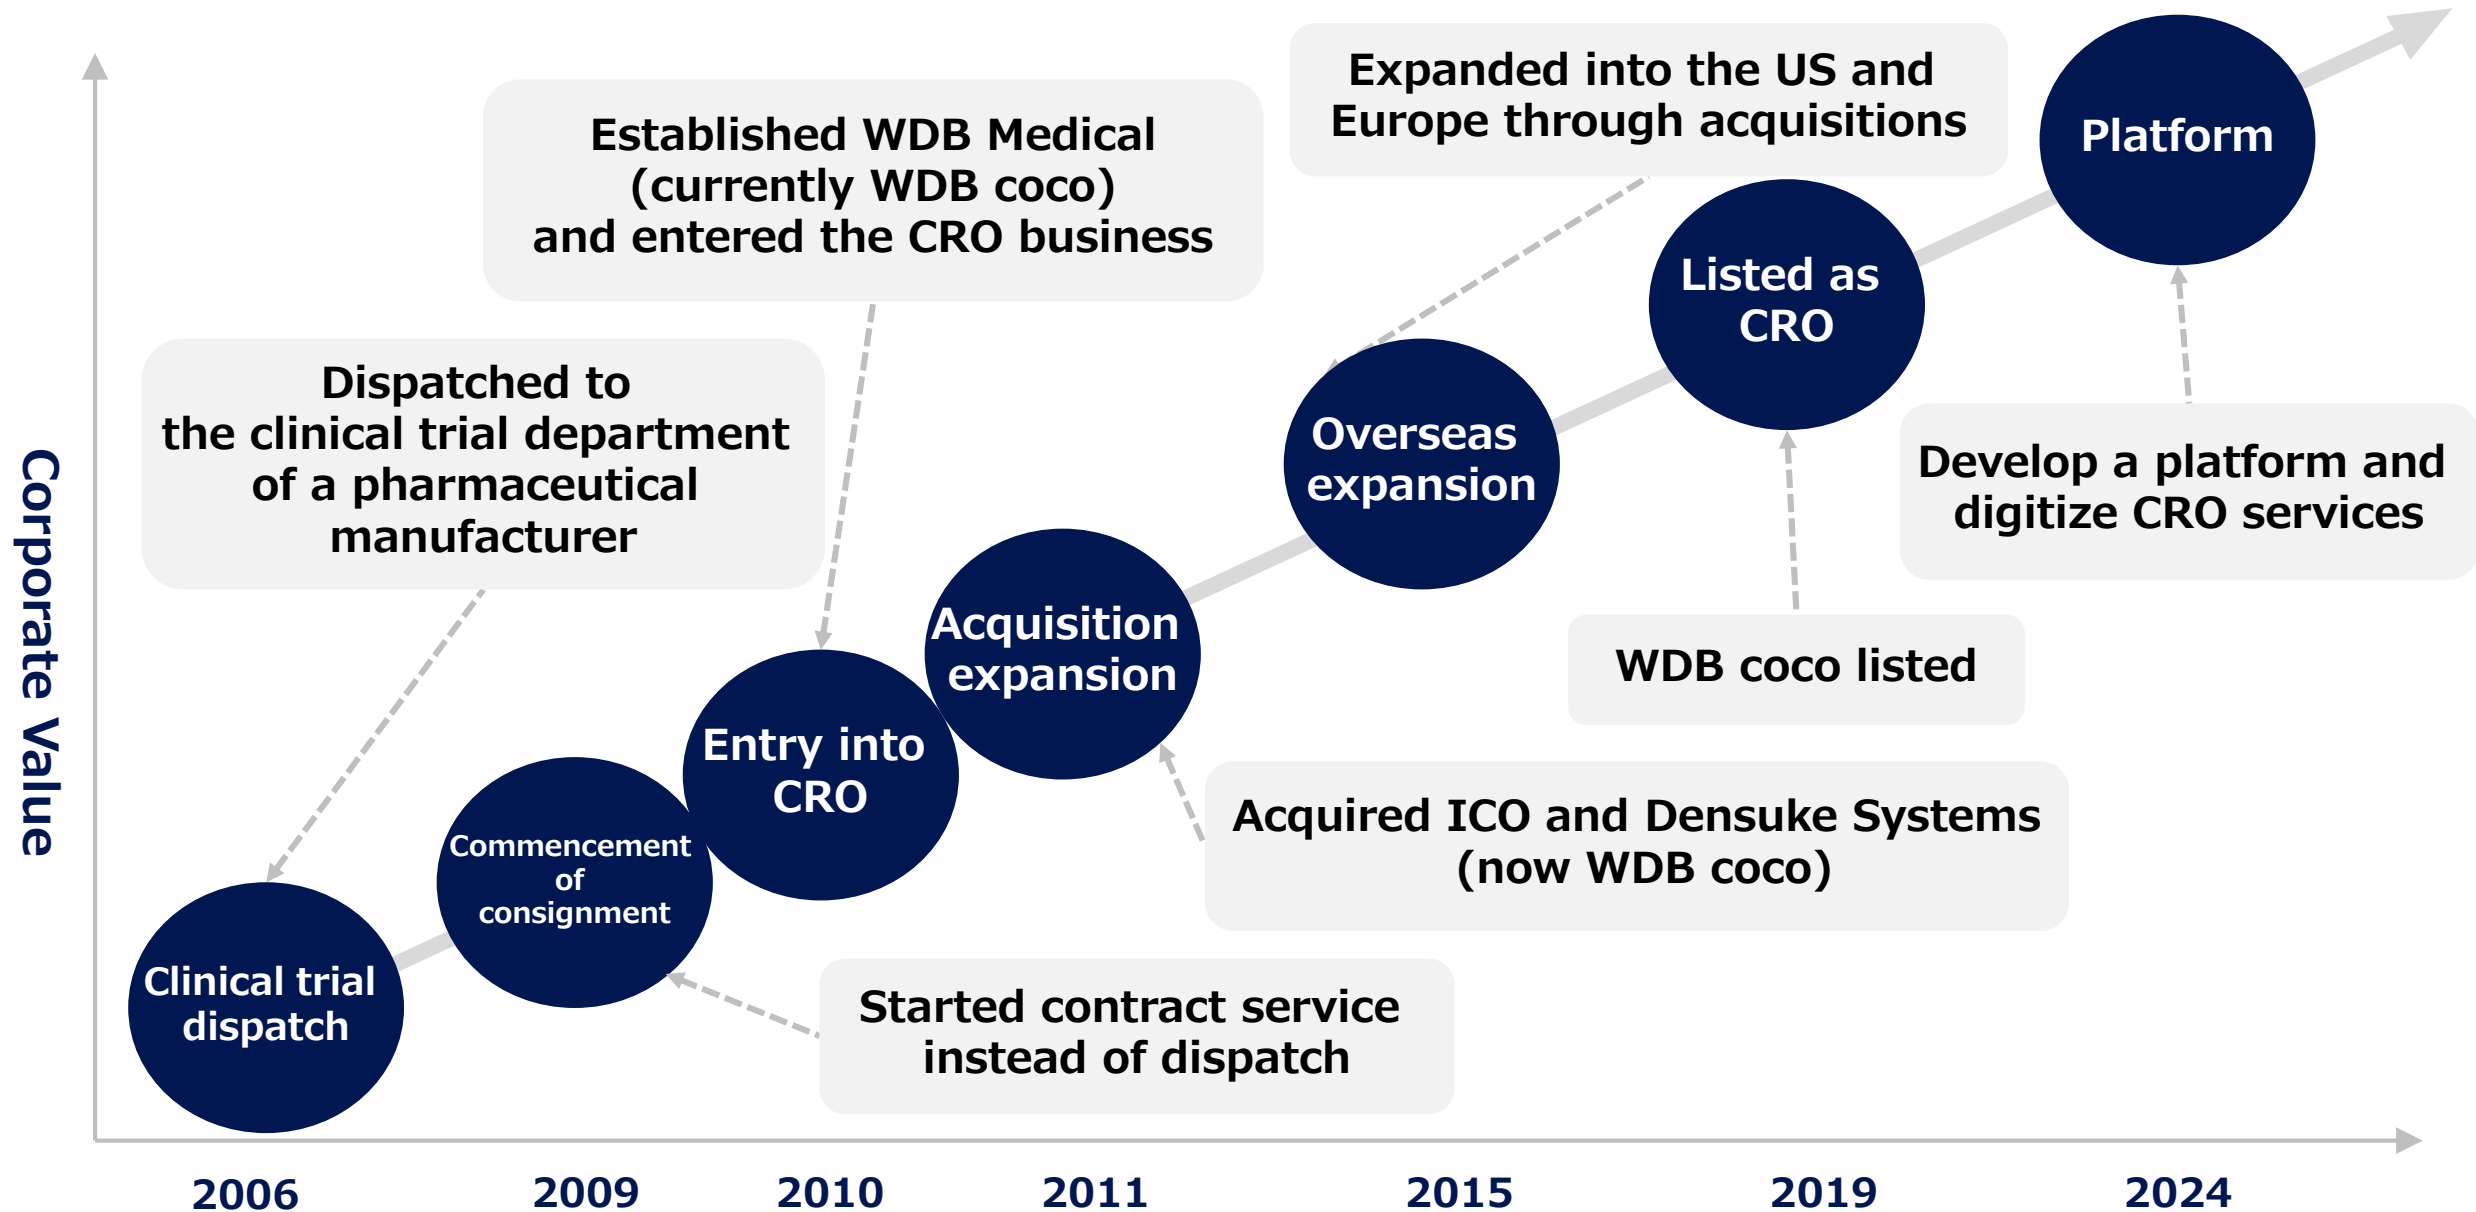 Expanded into the US and
Europe through acquisitions
Platform
Established WDB Medical
(currently WDB coco)
and entered the CRO business
Listed as
CRO
Dispatched to
the clinical trial department
of a pharmaceutical
manufacturer
Overseas
expansion
Develop a platform and
digitize CRO services
Corporate Value
Acquisition
expansion
WDB coco listed
Entry into
CRO
Acquired ICO and Densuke Systems
(now WDB coco)
Commencement
of
consignment
Clinical trial
dispatch
Started contract service
instead of dispatch
2006
2009
2010
2011
2015
2019
2024